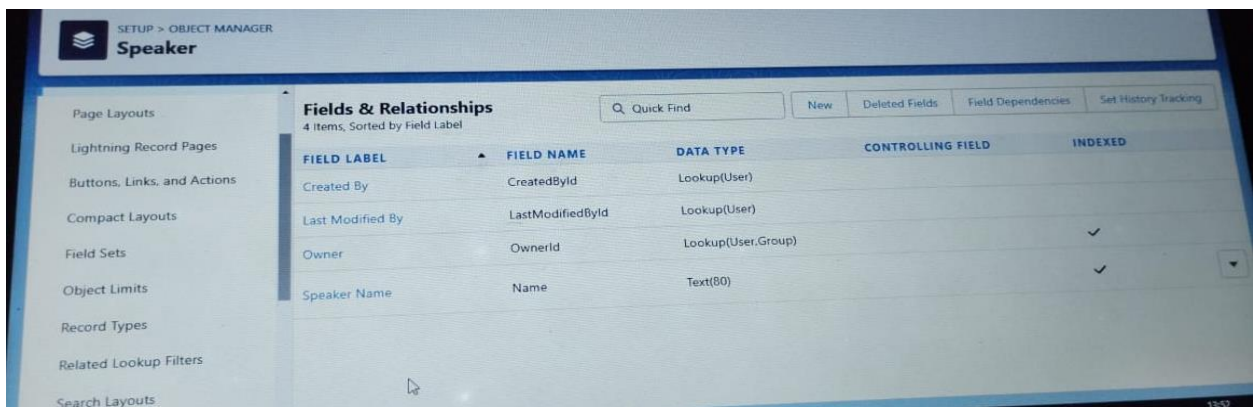 SETUP > OBJECT MANAGER
Speaker
Page Layouts
Lightning Record Pages
Buttons, Links, and Actions
Compact Layouts
Field Sets
Object Limits
Record Types
Related Lookup Filters
Search Layouts
Fields & Relationships
4 Items, Sorted by Field Label
Quick Find
New
Deleted Fields
Field Dependencies
Set History Tracking
FIELD LABEL FIELD NAME DATA TYPE CONTROLLING FIELD INDEXED
Created By CreatedById Lookup(User)
Last Modified By LastModifiedById Lookup(User)
Owner OwnerId Lookup(User,Group) ✓
Speaker Name Name Text(80) ✓
13:52